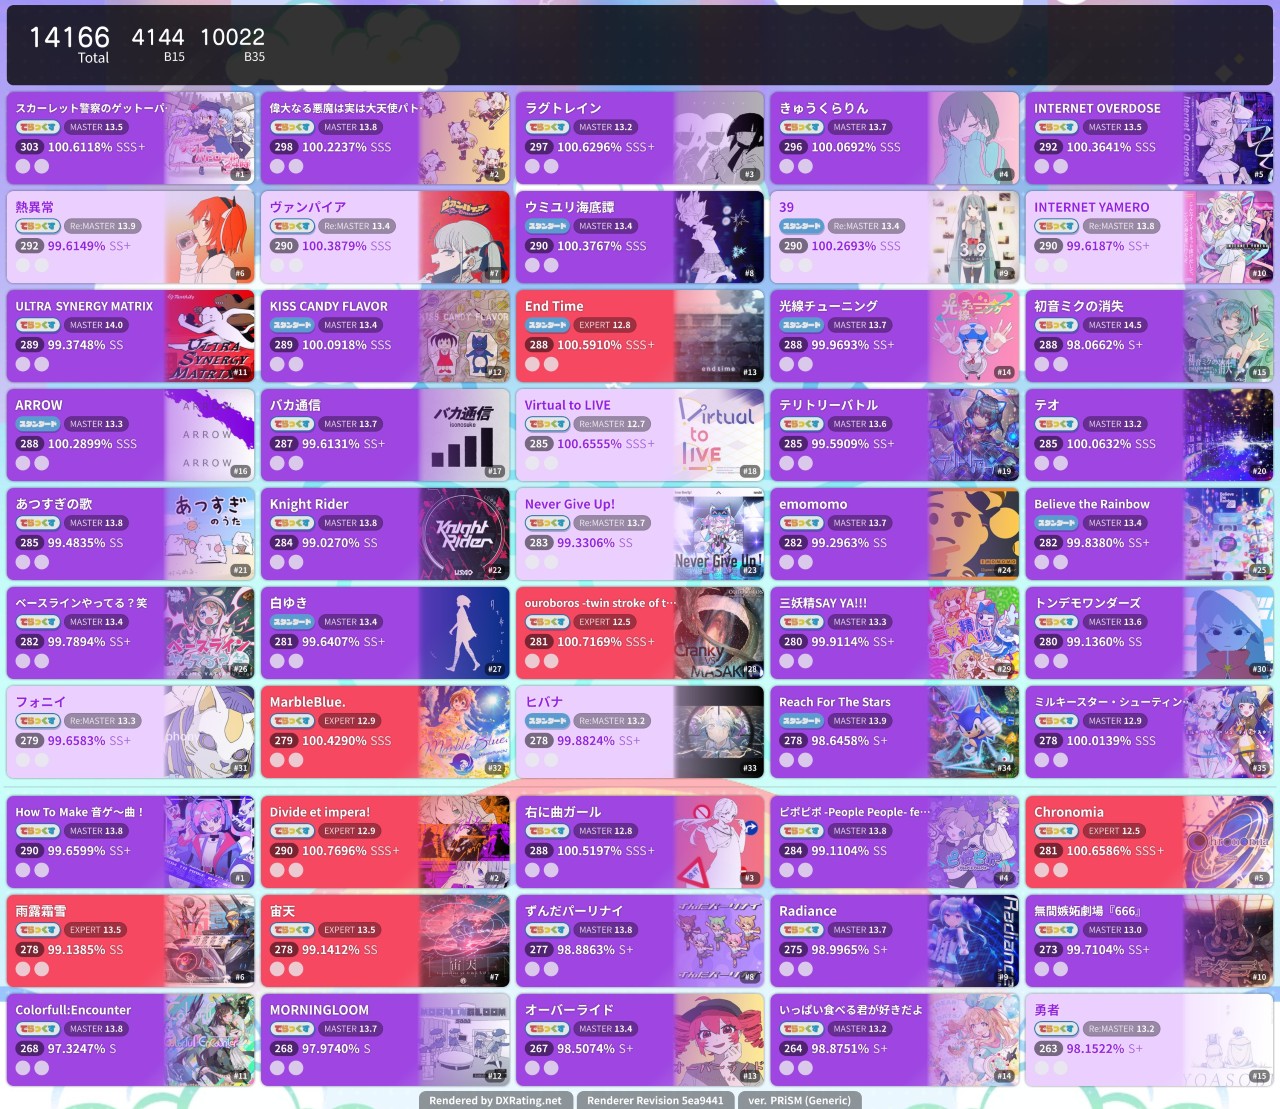 14166 4144 10022
Total B15 B35
スカーレット警察のゲットーパ
MASTER 13.5
303 100.6118% SSS+
#1
偉大なる悪魔は実は大天使パト…
MASTER 13.8
298 100.2237% SSS
#2
ラグトレイン
MASTER 13.2
297 100.6296% SSS+
#3
きゅうくらりん
MASTER 13.7
296 100.0692% SSS
#4
INTERNET OVERDOSE
MASTER 13.5
292 100.3641% SSS
#5
熱異常
Re:MASTER 13.9
292 99.6149% SS+
#6
ヴァンパイア
Re:MASTER 13.4
290 100.3879% SSS
#7
ウミユリ海底譚
スタンダード MASTER 13.4
290 100.3767% SSS
#8
39
スタンダード Re:MASTER 13.4
290 100.2693% SSS
#9
INTERNET YAMERO
Re:MASTER 13.8
290 99.6187% SS+
#10
ULTRA SYNERGY MATRIX
MASTER 14.0
289 99.3748% SS
#11
KISS CANDY FLAVOR
スタンダード MASTER 13.4
289 100.0918% SSS
#12
End Time
スタンダード EXPERT 12.8
288 100.5910% SSS+
#13
光線チューニング
スタンダード MASTER 13.7
288 99.9693% SS+
#14
初音ミクの消失
でらっくす MASTER 14.5
288 98.0662% S+
#15
ARROW
スタンダード MASTER 13.3
288 100.2899% SSS
#16
バカ通信
でらっくす MASTER 13.7
287 99.6131% SS+
#17
Virtual to LIVE
でらっくす Re:MASTER 12.7
285 100.6555% SSS+
#18
テリトリーバトル
でらっくす MASTER 13.6
285 99.5909% SS+
#19
テオ
でらっくす MASTER 13.2
285 100.0632% SSS
#20
あつすぎの歌
でらっくす MASTER 13.8
285 99.4835% SS
#21
Knight Rider
でらっくす MASTER 13.8
284 99.0270% SS
#22
Never Give Up!
でらっくす Re:MASTER 13.7
283 99.3306% SS
#23
emomomo
でらっくす MASTER 13.7
282 99.2963% SS
#24
Believe the Rainbow
スタンダード MASTER 13.4
282 99.8380% SS+
#25
ベースラインやってる？笑
でらっくす MASTER 13.4
282 99.7894% SS+
#26
白ゆき
スタンダード MASTER 13.4
281 99.6407% SS+
#27
ouroboros -twin stroke of t…
でらっくす EXPERT 12.5
281 100.7169% SSS+
#28
三妖精SAY YA!!!
でらっくす MASTER 13.3
280 99.9114% SS+
#29
トンデモワンダーズ
でらっくす MASTER 13.6
280 99.1360% SS
#30
フォニイ
でらっくす Re:MASTER 13.3
279 99.6583% SS+
#31
MarbleBlue.
でらっくす EXPERT 12.9
279 100.4290% SSS
#32
ヒバナ
スタンダード Re:MASTER 13.2
278 99.8824% SS+
#33
Reach For The Stars
スタンダード MASTER 13.9
278 98.6458% S+
#34
ミルキースター・シューティン…
でらっくす MASTER 12.9
278 100.0139% SSS
#35
How To Make 音ゲ～曲！
でらっくす MASTER 13.8
290 99.6599% SS+
#1
Divide et impera!
でらっくす EXPERT 12.9
290 100.7696% SSS+
#2
右に曲ガール
でらっくす MASTER 12.8
288 100.5197% SSS+
#3
ピポピポ -People People- fe…
でらっくす MASTER 13.8
284 99.1104% SS
#4
Chronomia
でらっくす EXPERT 12.5
281 100.6586% SSS+
#5
雨露霜雪
でらっくす EXPERT 13.5
278 99.1385% SS
#6
宙天
でらっくす EXPERT 13.5
278 99.1412% SS
#7
ずんだパーリナイ
でらっくす MASTER 13.8
277 98.8863% S+
#8
Radiance
でらっくす MASTER 13.7
275 98.9965% S+
#9
無間嫉妬劇場『666』
でらっくす MASTER 13.0
273 99.7104% SS+
#10
Colorfull:Encounter
でらっくす MASTER 13.8
268 97.3247% S
#11
MORNINGLOOM
でらっくす MASTER 13.7
268 97.9740% S
#12
オーバーライド
でらっくす MASTER 13.4
267 98.5074% S+
#13
いっぱい食べる君が好きだよ
でらっくす MASTER 13.2
264 98.8751% S+
#14
勇者
でらっくす Re:MASTER 13.2
263 98.1522% S+
#15
Rendered by DXRating.net Renderer Revision 5ea9441 ver. PRiSM (Generic)